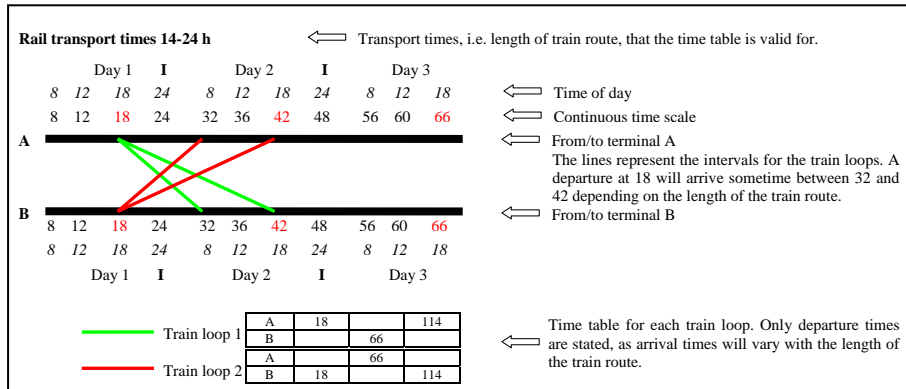 Rail transport times 14-24 h
Transport times, i.e. length of train route, that the time table is valid for.
Day 1 I Day 2 I Day 3
8 12 18 24 8 12 18 24 8 12 18
Time of day
8 12 18 24 32 36 42 48 56 60 66
Continuous time scale
A
From/to terminal A
The lines represent the intervals for the train loops. A
departure at 18 will arrive sometime between 32 and
42 depending on the length of the train route.
B
From/to terminal B
8 12 18 24 32 36 42 48 56 60 66
8 12 18 24 8 12 18 24 8 12 18
Day 1 I Day 2 I Day 3
Train loop 1
A 18 114
B 66
Train loop 2
A 66
B 18 114
Time table for each train loop. Only departure times
are stated, as arrival times will vary with the length of
the train route.